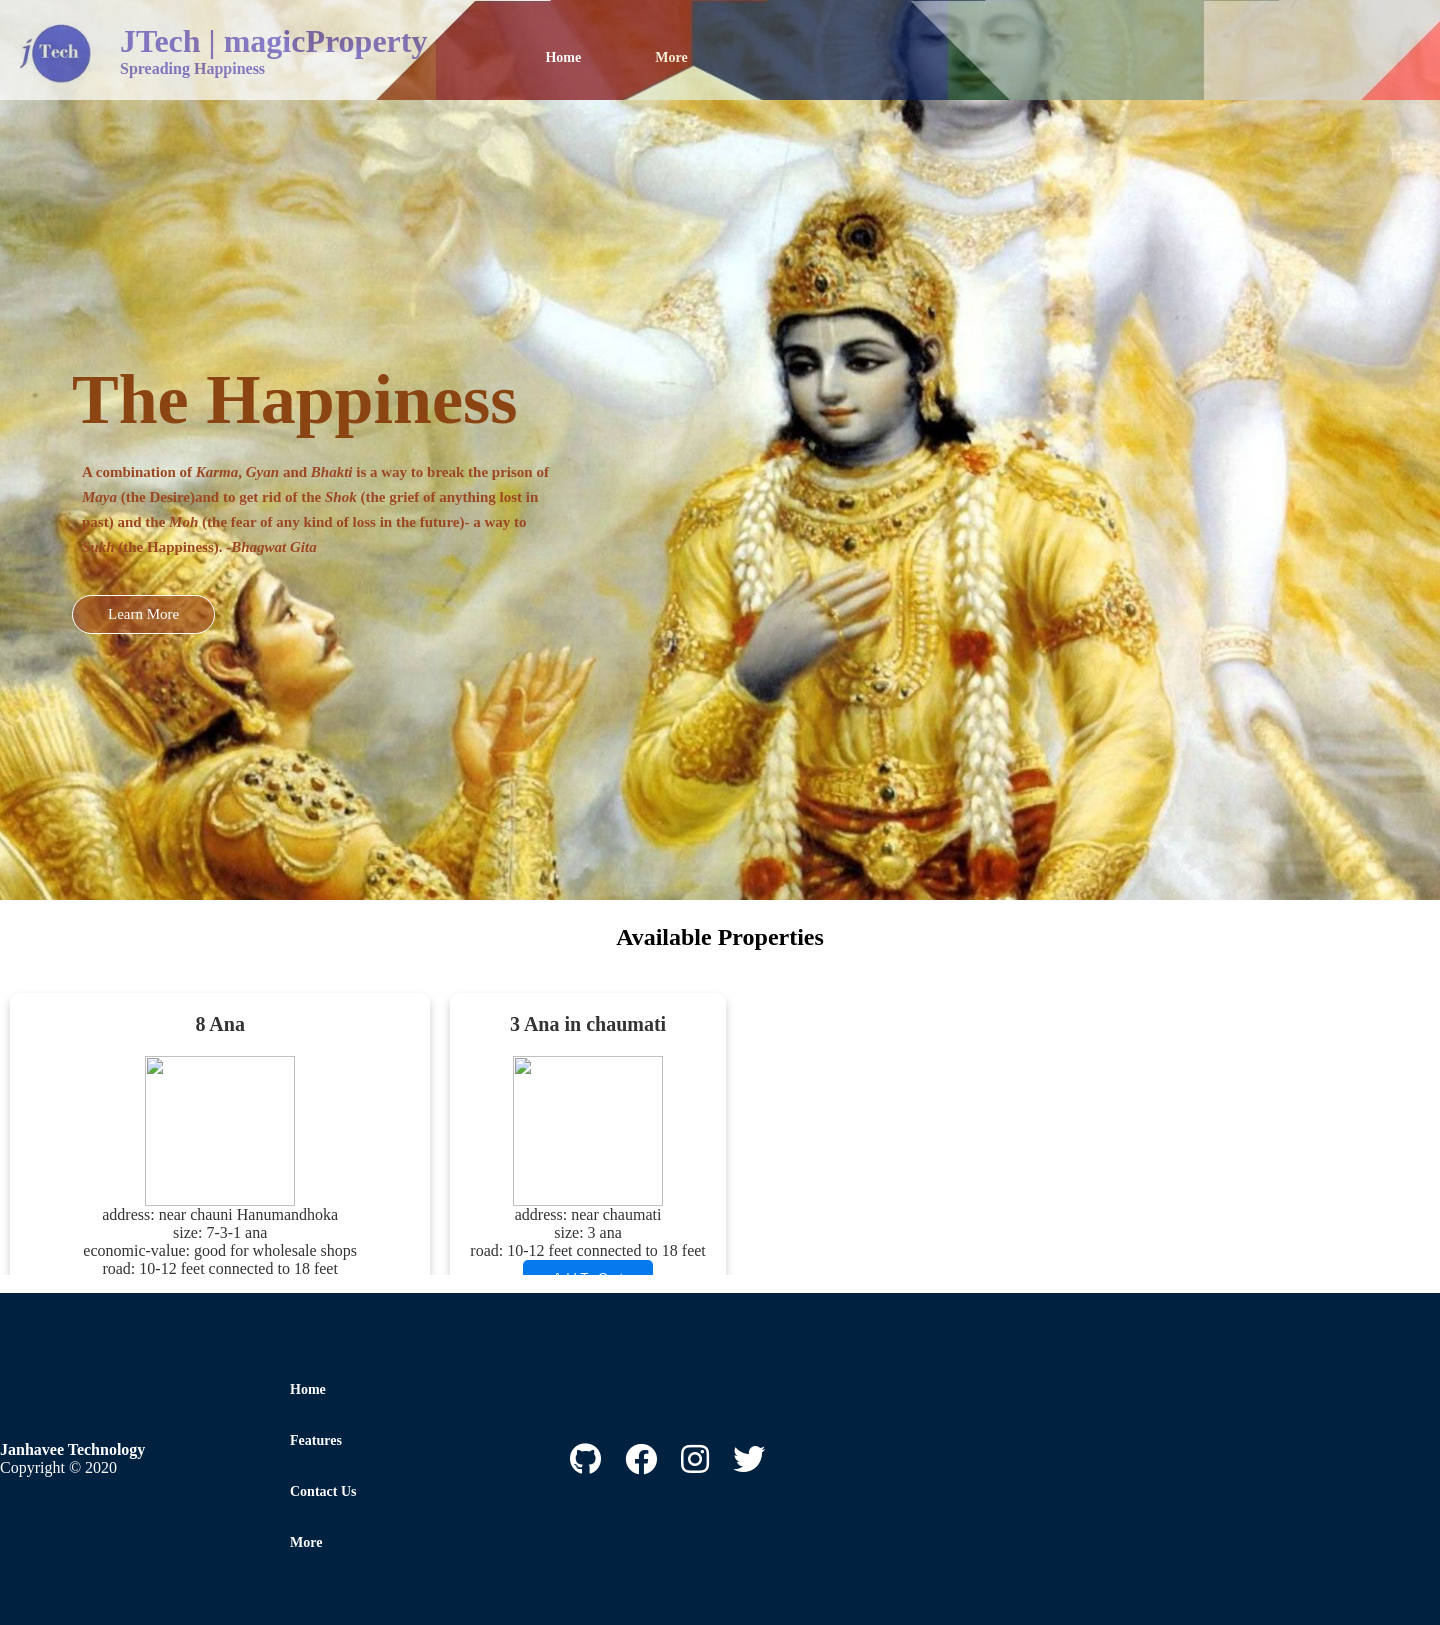 j Tech
JTech | magicProperty
Spreading Happiness
Home
More
The Happiness
A combination of Karma, Gyan and Bhakti is a way to break the prison of
Maya (the Desire)and to get rid of the Shok (the grief of anything lost in
past) and the Moh (the fear of any kind of loss in the future)- a way to
Sukh (the Happiness). -Bhagwat Gita
Learn More
Available Properties
8 Ana
address: near chauni Hanumandhoka
size: 7-3-1 ana
economic-value: good for wholesale shops
road: 10-12 feet connected to 18 feet
3 Ana in chaumati
address: near chaumati
size: 3 ana
road: 10-12 feet connected to 18 feet
Add To Cart
Janhavee Technology
Copyright © 2020
Home
Features
Contact Us
More